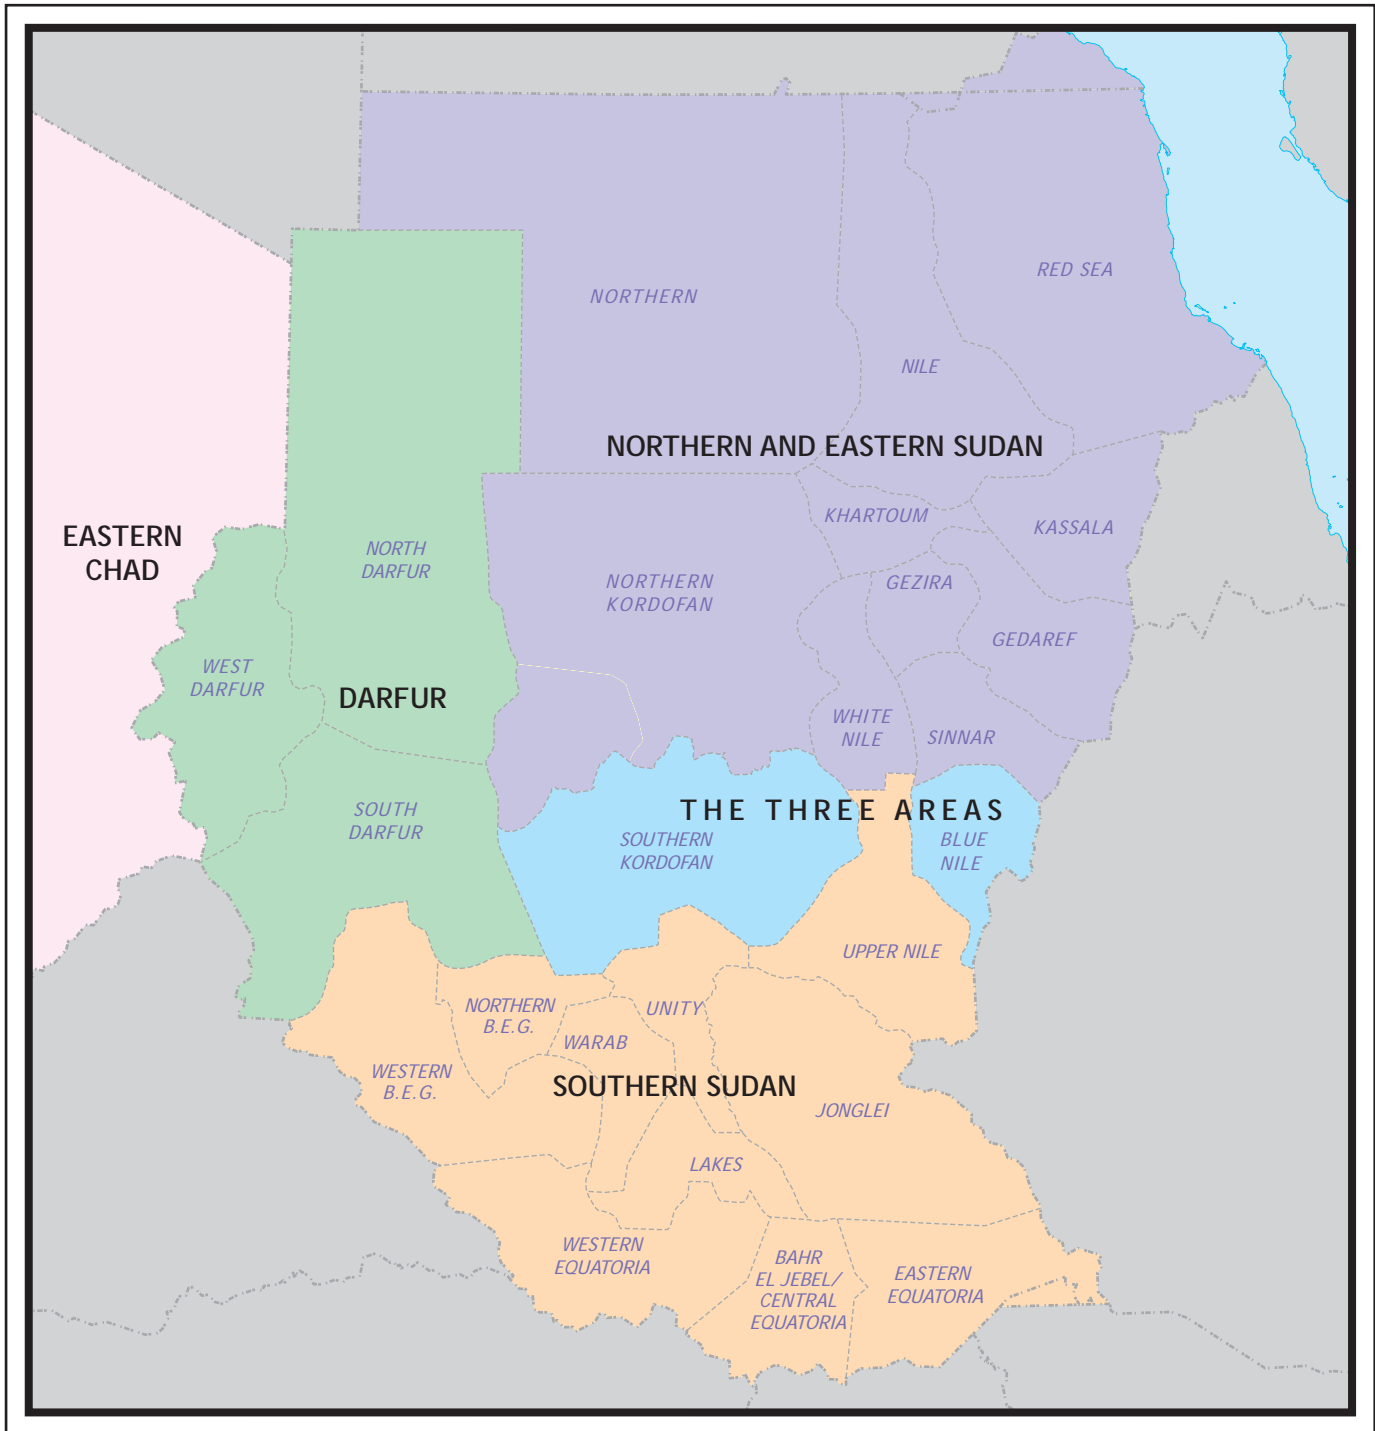 RED SEA
NORTHERN
NILE
NORTHERN AND EASTERN SUDAN
KHARTOUM
KASSALA
EASTERN
CHAD
NORTH
DARFUR
NORTHERN
KORDOFAN
GEZIRA
GEDAREF
WEST
DARFUR
DARFUR
WHITE
NILE
SINNAR
SOUTH
DARFUR
THE THREE AREAS
SOUTHERN
KORDOFAN
BLUE
NILE
UPPER NILE
NORTHERN
B.E.G.
UNITY
WARAB
WESTERN
B.E.G.
SOUTHERN SUDAN
JONGLEI
LAKES
WESTERN
EQUATORIA
BAHR
EL JEBEL/
CENTRAL
EQUATORIA
EASTERN
EQUATORIA